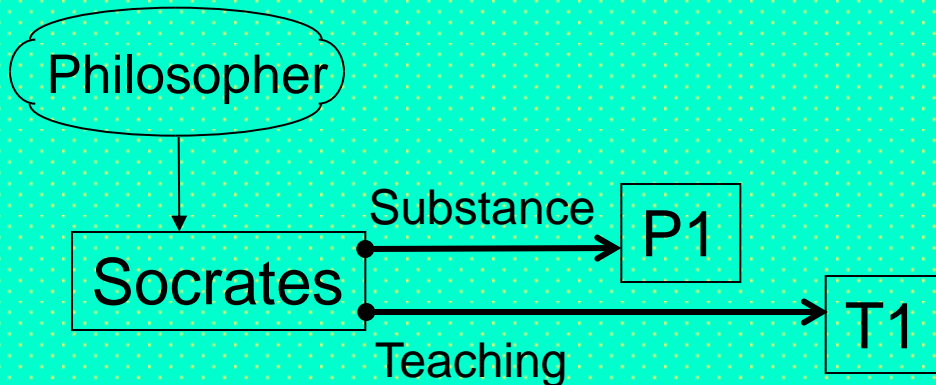 Philosopher
Substance
P1
Socrates
T1
Teaching